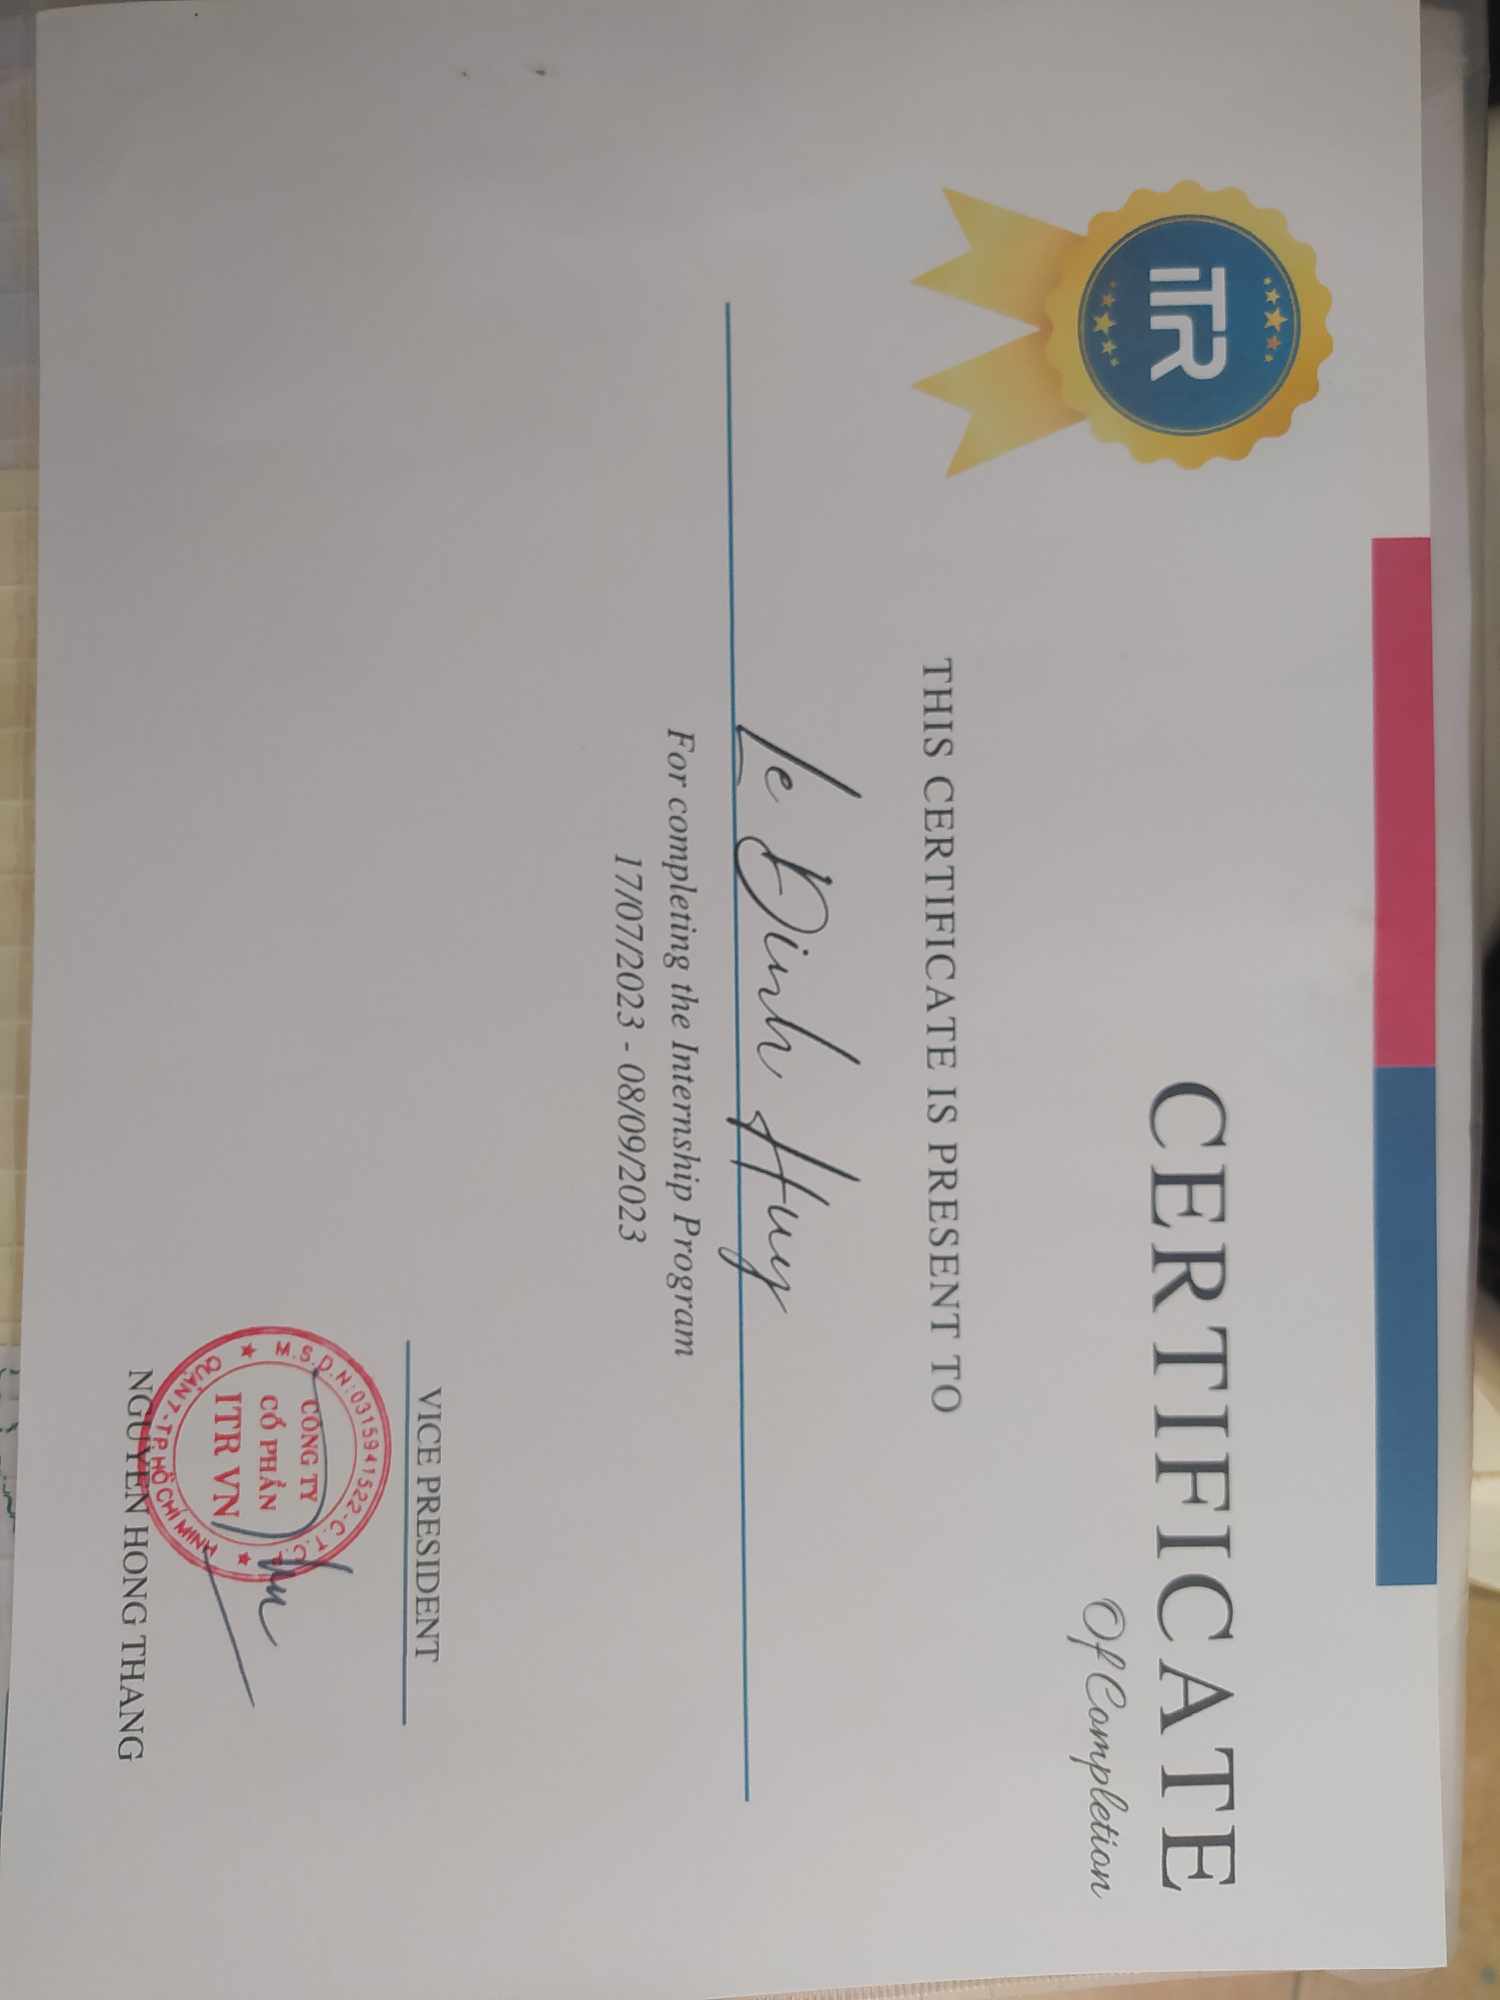 iTR
CERTIFICATE
Of Completion
THIS CERTIFICATE IS PRESENT TO
Le Dinh Huy
For completing the Internship Program
17/07/2023 - 08/09/2023
VICE PRESIDENT
M.S.D.N:0315941522-C.T.C.P
CÔNG TY
CỔ PHẦN
ITR VN
QUẬN 7-TP.HỒ CHÍ MINH
NGUYEN HONG THANG